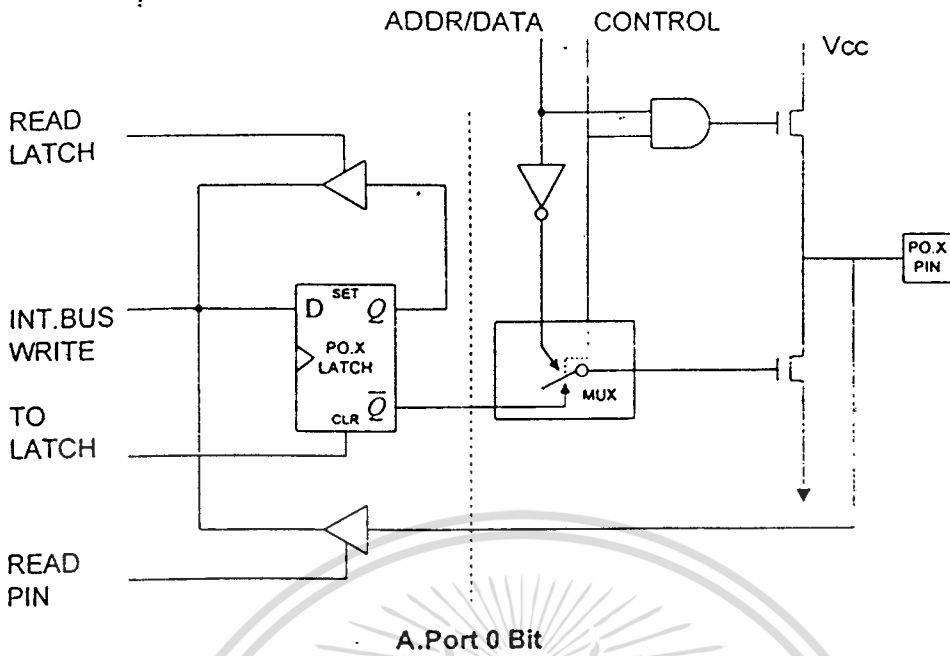 ADDR/DATA
CONTROL
Vcc
READ
LATCH
PO.X
PIN
SET
D
Q
INT.BUS
WRITE
PO.X
LATCH
MUX
Q̅
CLR
TO
LATCH
READ
PIN
A.Port 0 Bit